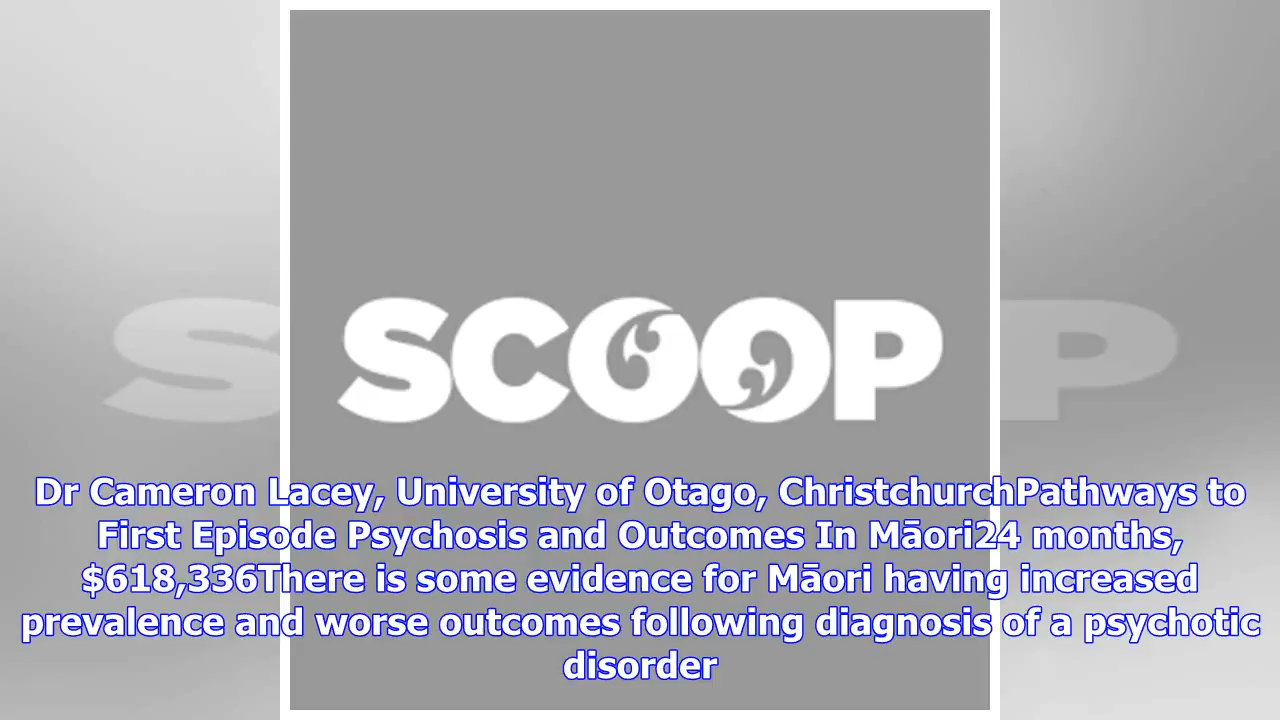 SCOOP
Dr Cameron Lacey, University of Otago, ChristchurchPathways to
First Episode Psychosis and Outcomes In Māori24 months,
$618,336There is some evidence for Māori having increased
prevalence and worse outcomes following diagnosis of a psychotic
disorder